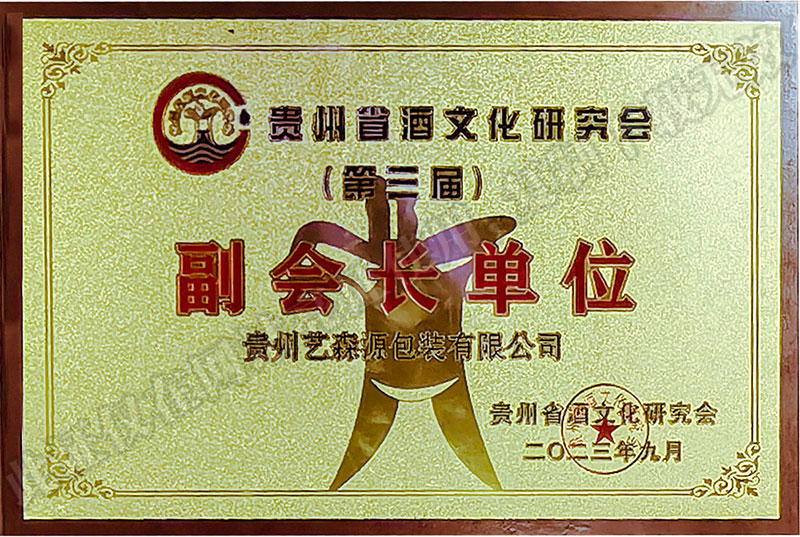 贵州省酒文化研究会
(第三届)
副会长单位
贵州艺森源包装有限公司
贵州省酒文化研究会
二〇二三年九月